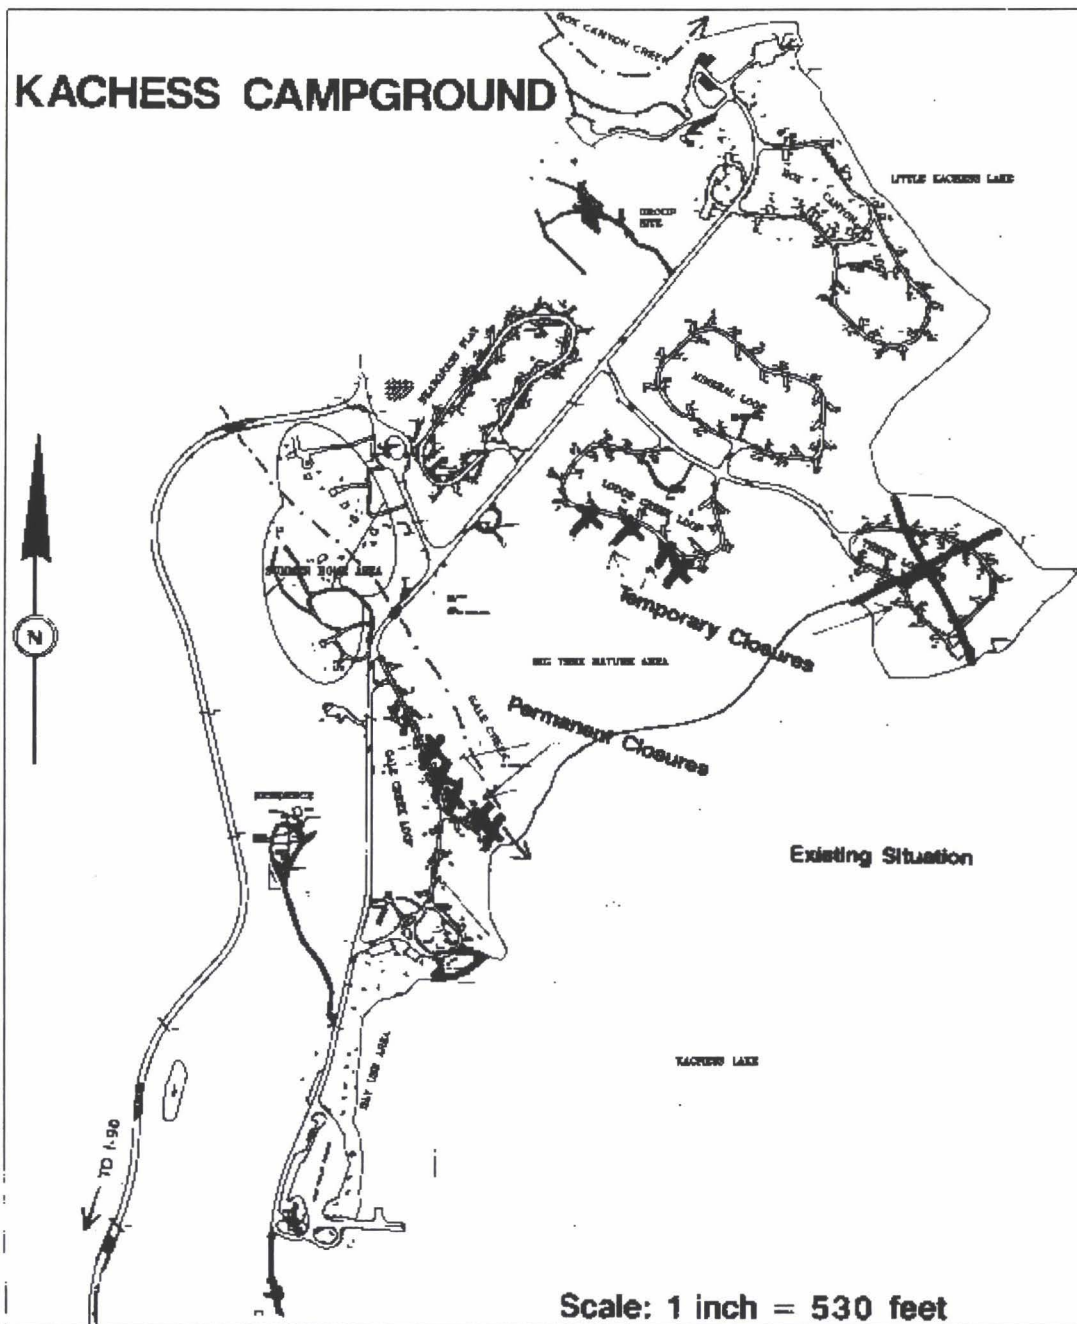 BOX CANYON CREEK
KACHESS CAMPGROUND
LITTLE KACHESS LAKE
BOX
CANYON
GROUP
SITE
MINERAL LOOP
LODGE CREEK LOOP
SUMMER HOME AREA
N
Temporary Closures
BIG TREE NATURE AREA
GALE CREEK
Permanent Closures
GALE CREEK LOOP
Existing Situation
DAY USE AREA
KACHESS LAKE
TO I-90
Scale: 1 inch = 530 feet